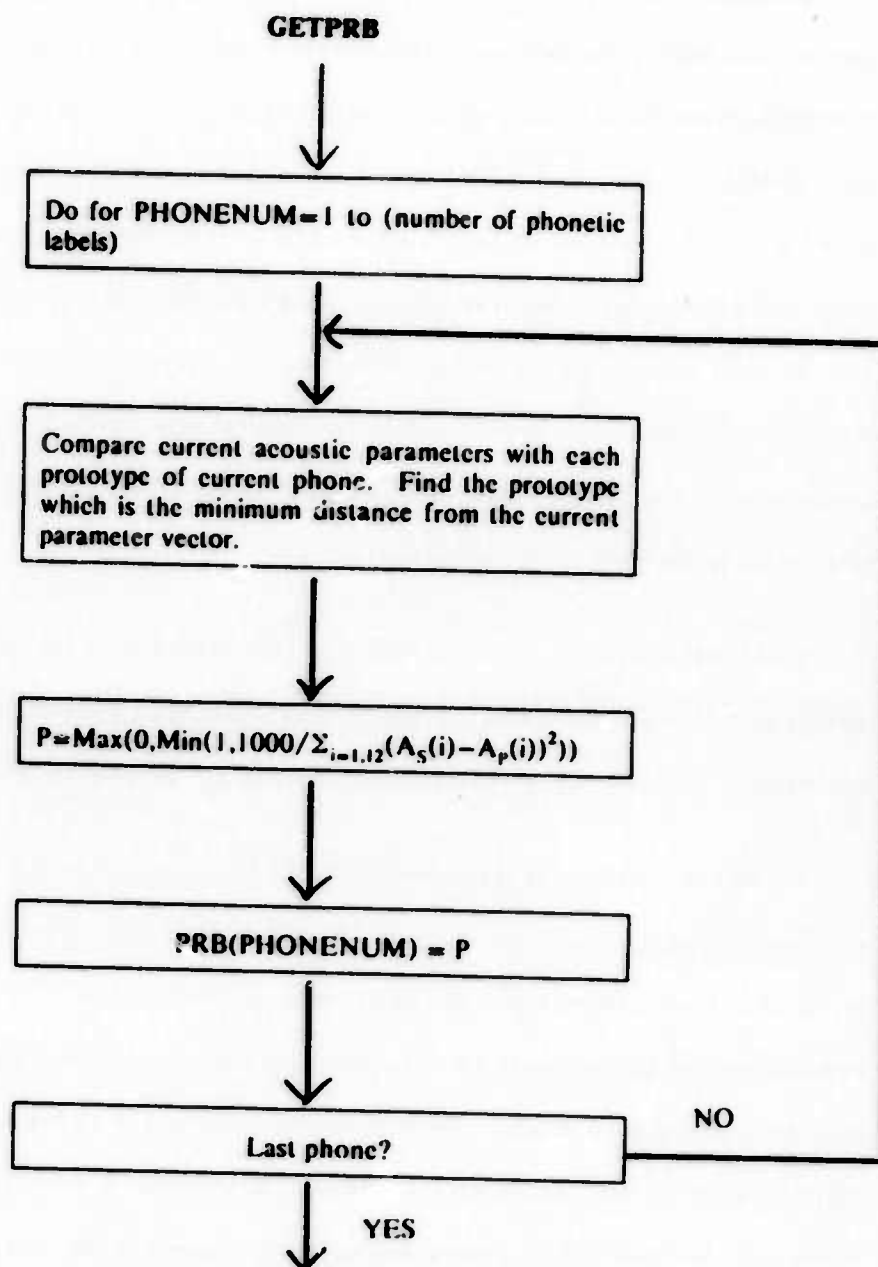 GETPRB
Do for PHONENUM=1 to (number of phonetic
labels)
Compare current acoustic parameters with each
prototype of current phone. Find the prototype
which is the minimum distance from the current
parameter vector.
P=Max(0,Min(1,1000/Σᵢ₌₁,₁₂(A_S(i)−A_P(i))²))
PRB(PHONENUM) = P
Last phone?
NO
YES